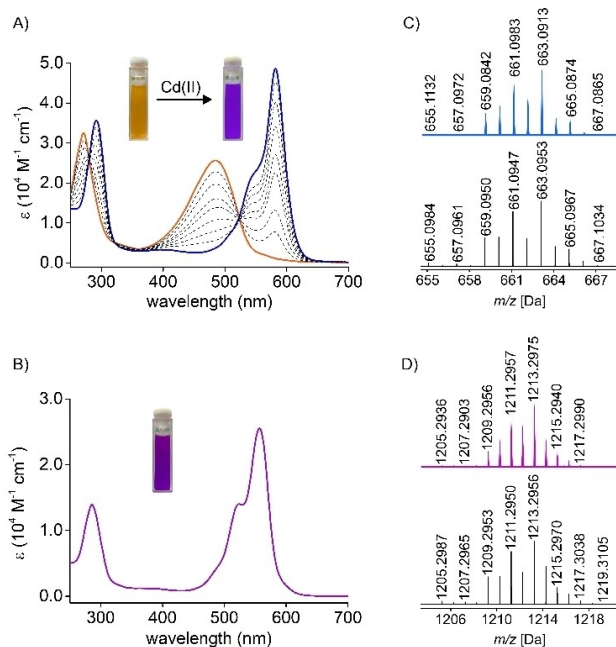 A)
ε (10⁴ M⁻¹ cm⁻¹)
5.0
4.0
3.0
2.0
1.0
0.0
Cd(II)
300 400 500 600 700
wavelength (nm)
C)
655.1132
657.0972
659.0842
661.0983
663.0913
665.0874
667.0865
655.0984
657.0961
659.0950
661.0947
663.0953
665.0967
667.1034
655 658 661 664 667
m/z [Da]
B)
ε (10⁴ M⁻¹ cm⁻¹)
3.0
2.0
1.0
0.0
300 400 500 600 700
wavelength (nm)
D)
1205.2936
1207.2903
1209.2956
1211.2957
1213.2975
1215.2940
1217.2990
1205.2987
1207.2965
1209.2953
1211.2950
1213.2956
1215.2970
1217.3038
1219.3105
1206 1210 1214 1218
m/z [Da]